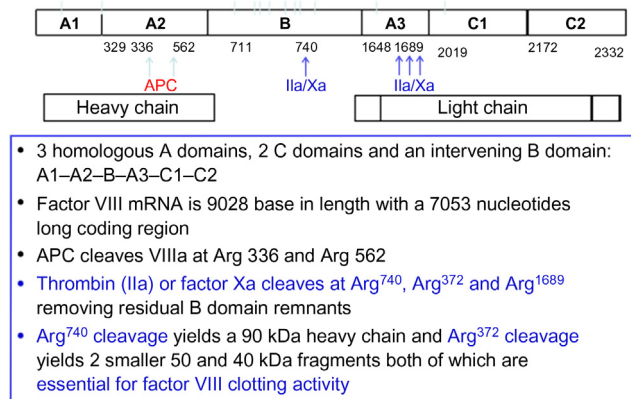 A1 A2 B A3 C1 C2
329 336 562 711 740 1648 1689 2019 2172 2332
APC IIa/Xa IIa/Xa
Heavy chain Light chain
• 3 homologous A domains, 2 C domains and an intervening B domain:
A1–A2–B–A3–C1–C2
• Factor VIII mRNA is 9028 base in length with a 7053 nucleotides
long coding region
• APC cleaves VIIIa at Arg 336 and Arg 562
• Thrombin (IIa) or factor Xa cleaves at Arg740, Arg372 and Arg1689
removing residual B domain remnants
• Arg740 cleavage yields a 90 kDa heavy chain and Arg372 cleavage
yields 2 smaller 50 and 40 kDa fragments both of which are
essential for factor VIII clotting activity